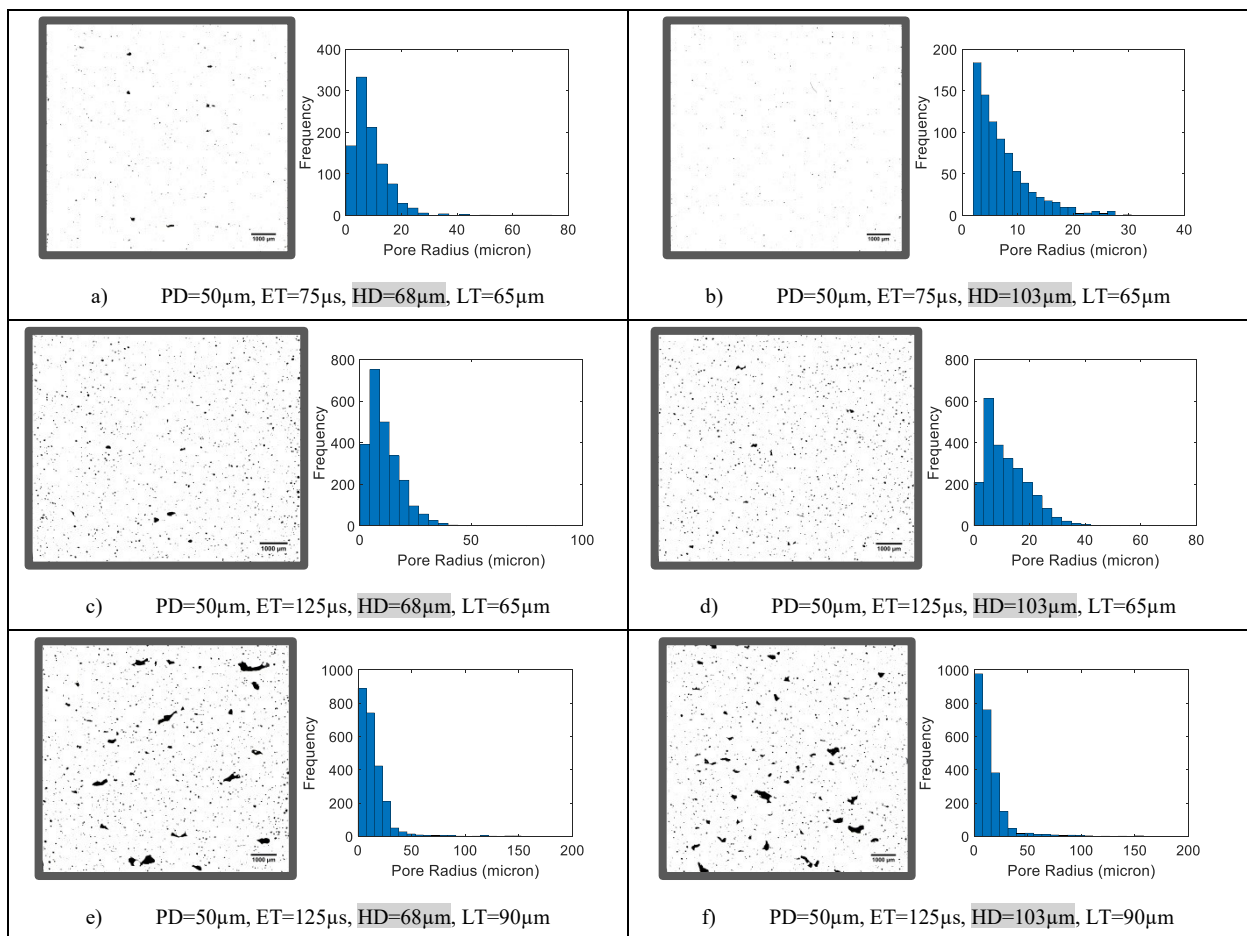 400
300
200
100
0
Frequency
0 20 40 60 80
Pore Radius (micron)
1000 µm
a) PD=50µm, ET=75µs, HD=68µm, LT=65µm
200
150
100
50
0
Frequency
0 10 20 30 40
Pore Radius (micron)
1000 µm
b) PD=50µm, ET=75µs, HD=103µm, LT=65µm
800
600
400
200
0
Frequency
0 50 100
Pore Radius (micron)
1000 µm
c) PD=50µm, ET=125µs, HD=68µm, LT=65µm
800
600
400
200
0
Frequency
0 20 40 60 80
Pore Radius (micron)
1000 µm
d) PD=50µm, ET=125µs, HD=103µm, LT=65µm
1000
800
600
400
200
0
Frequency
0 50 100 150 200
Pore Radius (micron)
1000 µm
e) PD=50µm, ET=125µs, HD=68µm, LT=90µm
1000
800
600
400
200
0
Frequency
0 50 100 150 200
Pore Radius (micron)
1000 µm
f) PD=50µm, ET=125µs, HD=103µm, LT=90µm